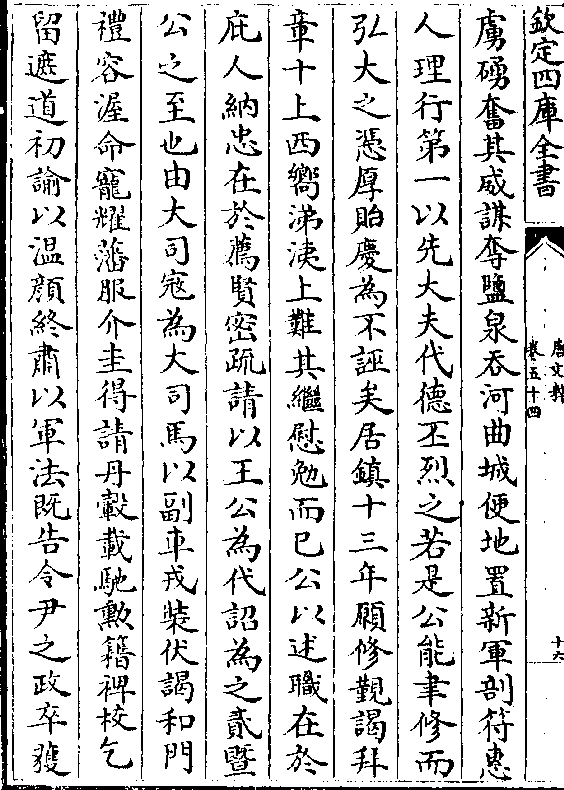 欽定四庫全書
唐文粹
卷五十四
十六
虜礪奮其威謀奪鹽泉吞河曲城便地置新軍剖符惠
人理行第一以先大夫代德丕烈之若是公能聿修而
弘大之憑厚貽慶為不誣矣居鎮十三年願修覲謁拜
章十上西嚮涕洟上難其繼慰勉而已公以述職在於
庇人納忠在於薦賢密疏請以王公為代詔為之貳暨
公之至也由大司寇為大司馬以副車戎裝伏謁和門
禮容渥命寵耀藩服介圭得請丹轂載馳勲籍裨校乞
留遮道初諭以温顔終肅以軍法既告令尹之政卒獲